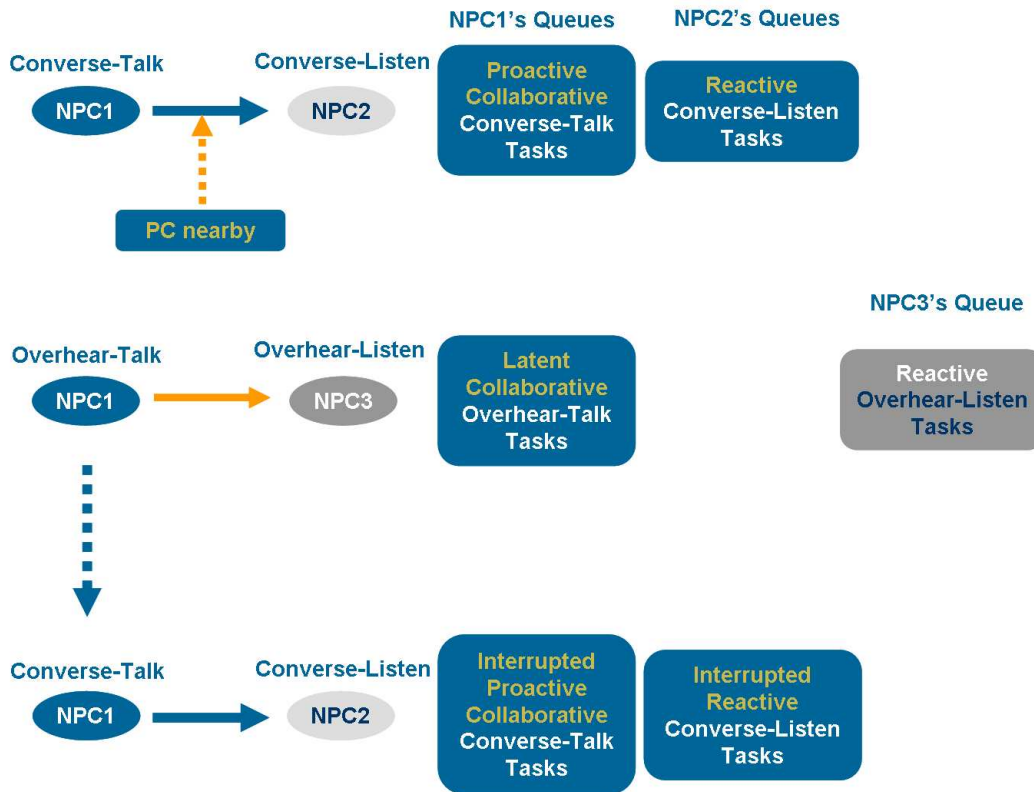 NPC1's Queues
NPC2's Queues
Converse-Talk
Converse-Listen
NPC1
NPC2
Proactive
Collaborative
Converse-Talk
Tasks
Reactive
Converse-Listen
Tasks
PC nearby
NPC3's Queue
Overhear-Talk
Overhear-Listen
NPC1
NPC3
Latent
Collaborative
Overhear-Talk
Tasks
Reactive
Overhear-Listen
Tasks
Converse-Talk
Converse-Listen
NPC1
NPC2
Interrupted
Proactive
Collaborative
Converse-Talk
Tasks
Interrupted
Reactive
Converse-Listen
Tasks